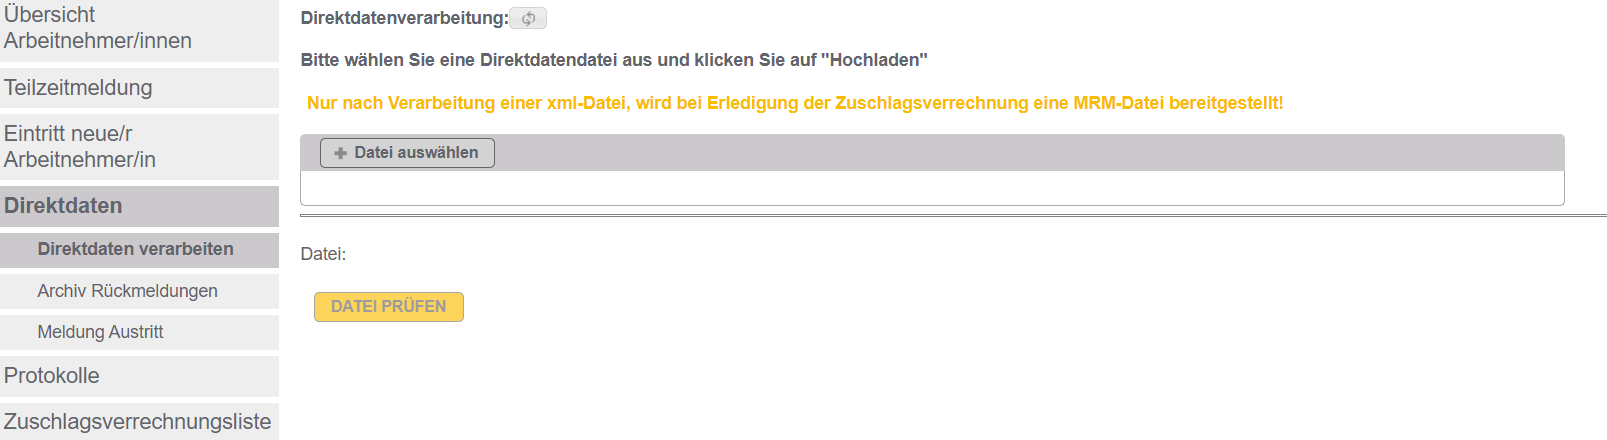 Übersicht
Arbeitnehmer/innen
Teilzeitmeldung
Eintritt neue/r
Arbeitnehmer/in
Direktdaten
Direktdaten verarbeiten
Archiv Rückmeldungen
Meldung Austritt
Protokolle
Zuschlagsverrechnungsliste
Direktdatenverarbeitung:
Bitte wählen Sie eine Direktdatendatei aus und klicken Sie auf "Hochladen"
Nur nach Verarbeitung einer xml-Datei, wird bei Erledigung der Zuschlagsverrechnung eine MRM-Datei bereitgestellt!
Datei auswählen
Datei:
DATEI PRÜFEN